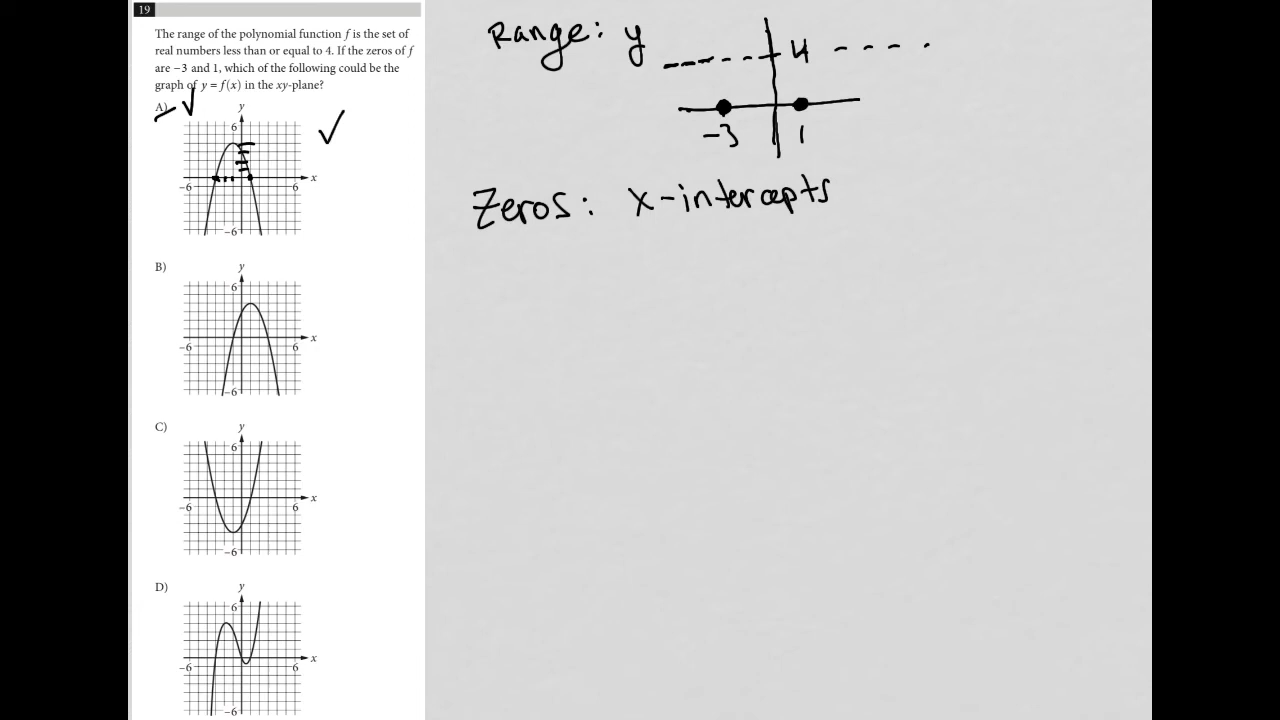 19
The range of the polynomial function f is the set of
real numbers less than or equal to 4. If the zeros of f
are −3 and 1, which of the following could be the
graph of y = f(x) in the xy-plane?
A)
y
6
−6
6
x
−6
B)
y
6
−6
6
x
−6
C)
y
6
−6
6
x
−6
D)
y
6
−6
6
x
−6
Range: y
4
−3 1
Zeros: x-intercepts